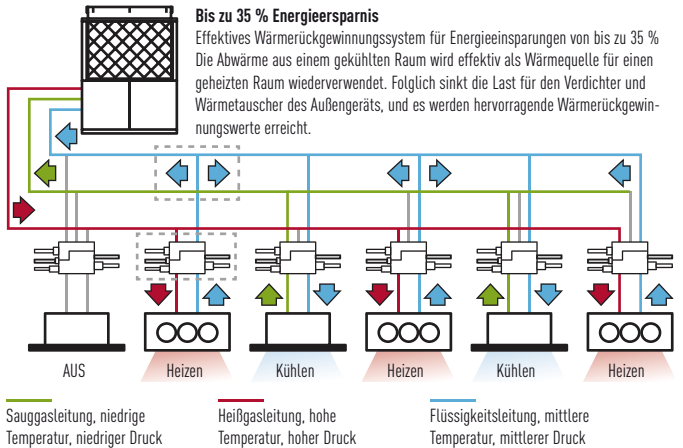 Bis zu 35 % Energieersparnis
Effektives Wärmerückgewinnungssystem für Energieeinsparungen von bis zu 35 %
Die Abwärme aus einem gekühlten Raum wird effektiv als Wärmequelle für einen
geheizten Raum wiederverwendet. Folglich sinkt die Last für den Verdichter und
Wärmetauscher des Außengeräts, und es werden hervorragende Wärmerückgewin-
nungswerte erreicht.
AUS
Heizen
Kühlen
Heizen
Kühlen
Heizen
Sauggasleitung, niedrige
Temperatur, niedriger Druck
Heißgasleitung, hohe
Temperatur, hoher Druck
Flüssigkeitsleitung, mittlere
Temperatur, mittlerer Druck